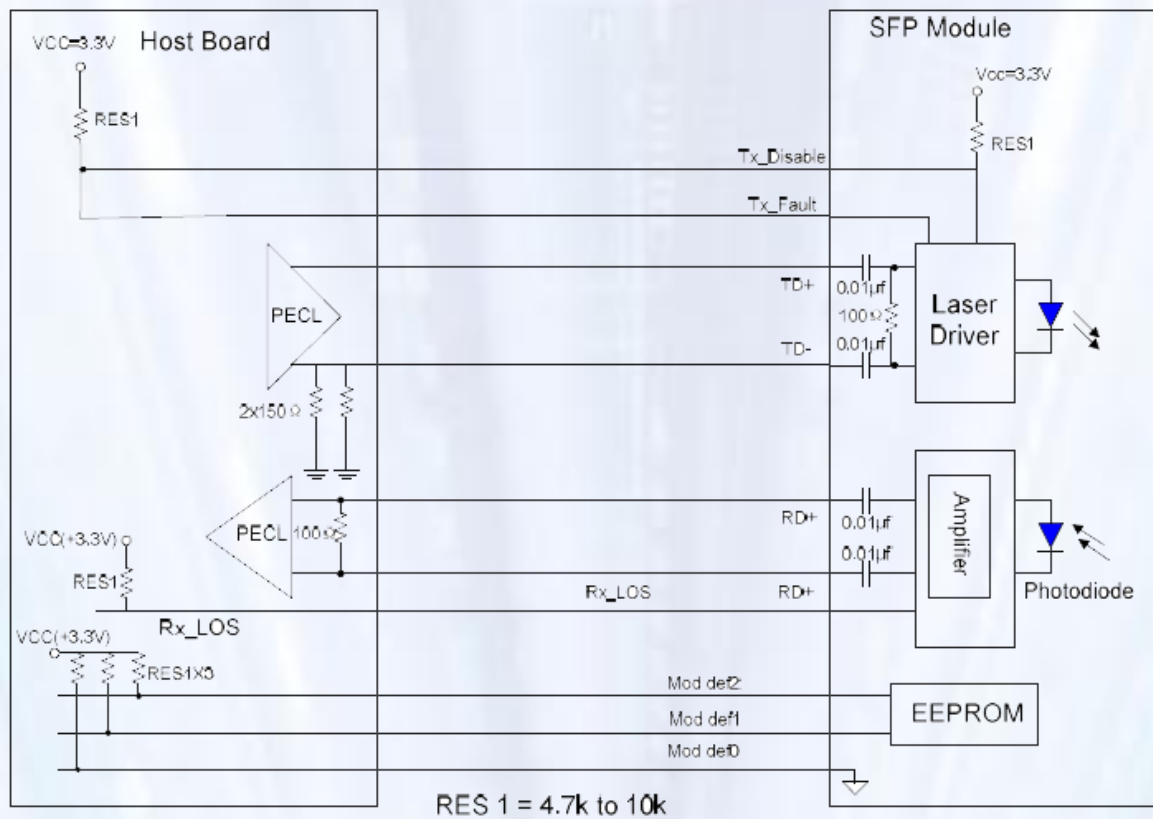 Host Board
SFP Module
VCC=3.3V
Vcc=3.3V
RES1
RES1
Tx_Disable
Tx_Fault
PECL
TD+
0.01µf
100Ω
Laser
Driver
TD-
0.01µf
2x150Ω
PECL
100Ω
RD+
0.01µf
Amplifier
VCC(+3.3V)
0.01µf
RES1
Rx_LOS
RD+
Photodiode
Rx_LOS
VCC(+3.3V)
RES1X3
Mod def2
EEPROM
Mod def1
Mod def0
RES 1 = 4.7k to 10k